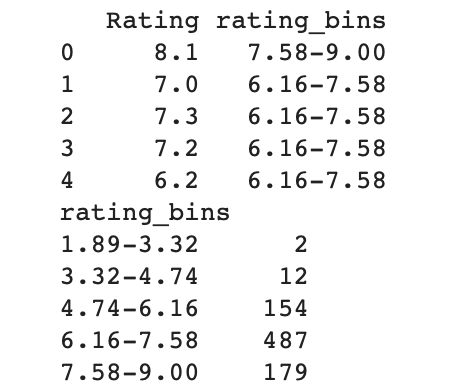 Rating rating_bins
0 8.1 7.58-9.00
1 7.0 6.16-7.58
2 7.3 6.16-7.58
3 7.2 6.16-7.58
4 6.2 6.16-7.58
rating_bins
1.89-3.32 2
3.32-4.74 12
4.74-6.16 154
6.16-7.58 487
7.58-9.00 179